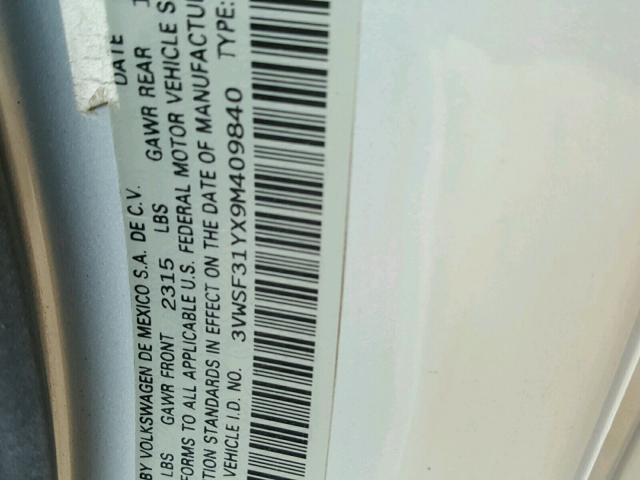 DATE
BY VOLKSWAGEN DE MEXICO S.A. DE C.V.
LBS GAWR FRONT 2315 LBS GAWR REAR
FORMS TO ALL APPLICABLE U.S. FEDERAL MOTOR VEHICLE S
TION STANDARDS IN EFFECT ON THE DATE OF MANUFACTU
VEHICLE I.D. NO. 3VWSF31YX9M409840 TYPE: